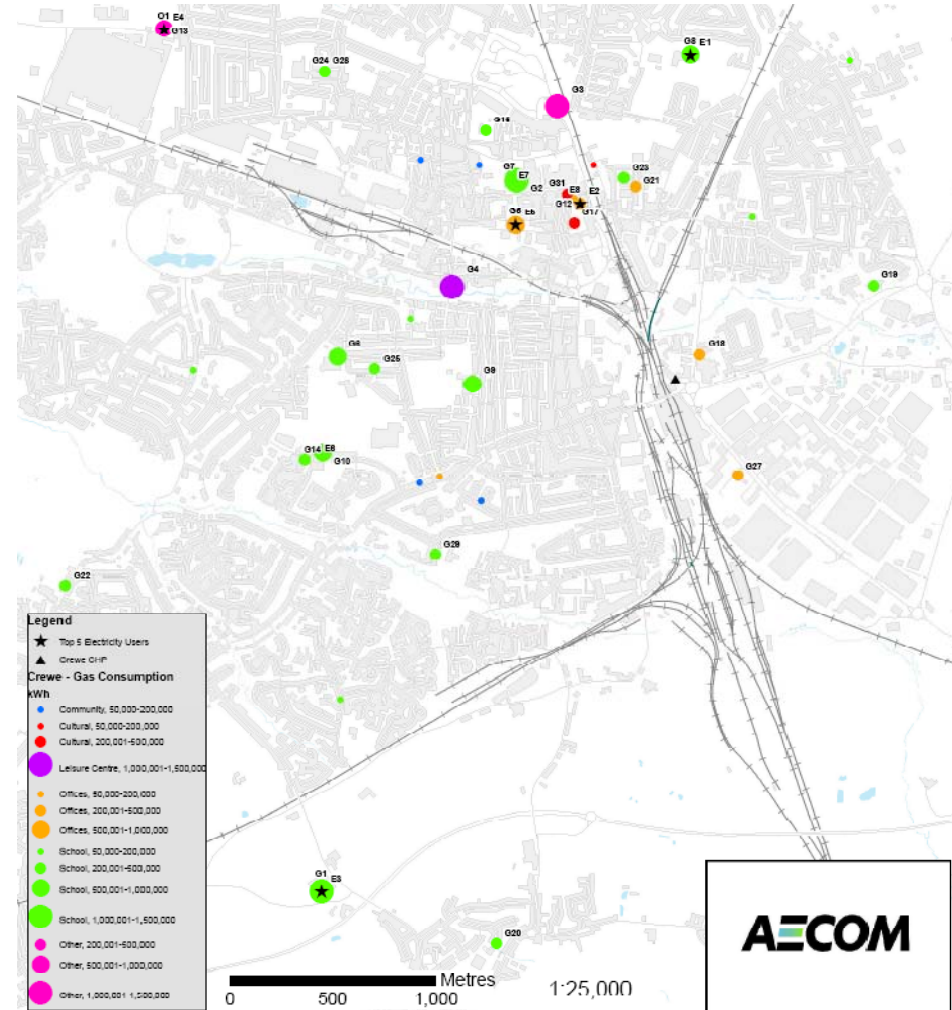 O1 E4
G13
G8 E1
G24 G28
G3
G16
G7
E7
G2
G31
E8 E2
G12
G17
G23
G21
E5
G4
G19
G18
G25
G9
G14
E6
G10
G27
G29
G22
Legend
Top 5 Electricity Users
Crewe CHP
Crewe - Gas Consumption
kWh
Community, 50,000-200,000
Cultural, 50,000-200,000
Cultural, 200,001-500,000
Leisure Centre, 1,000,001-1,500,000
Offices, 50,000-200,000
Offices, 200,001-500,000
Offices, 500,001-1,000,000
School, 50,000-200,000
School, 200,001-500,000
School, 500,001-1,000,000
School, 1,000,001-1,500,000
Other, 200,001-500,000
Other, 500,001-1,000,000
Other, 1,000,001-1,500,000
G1 E3
G20
AECOM
Metres
0 500 1,000
1:25,000